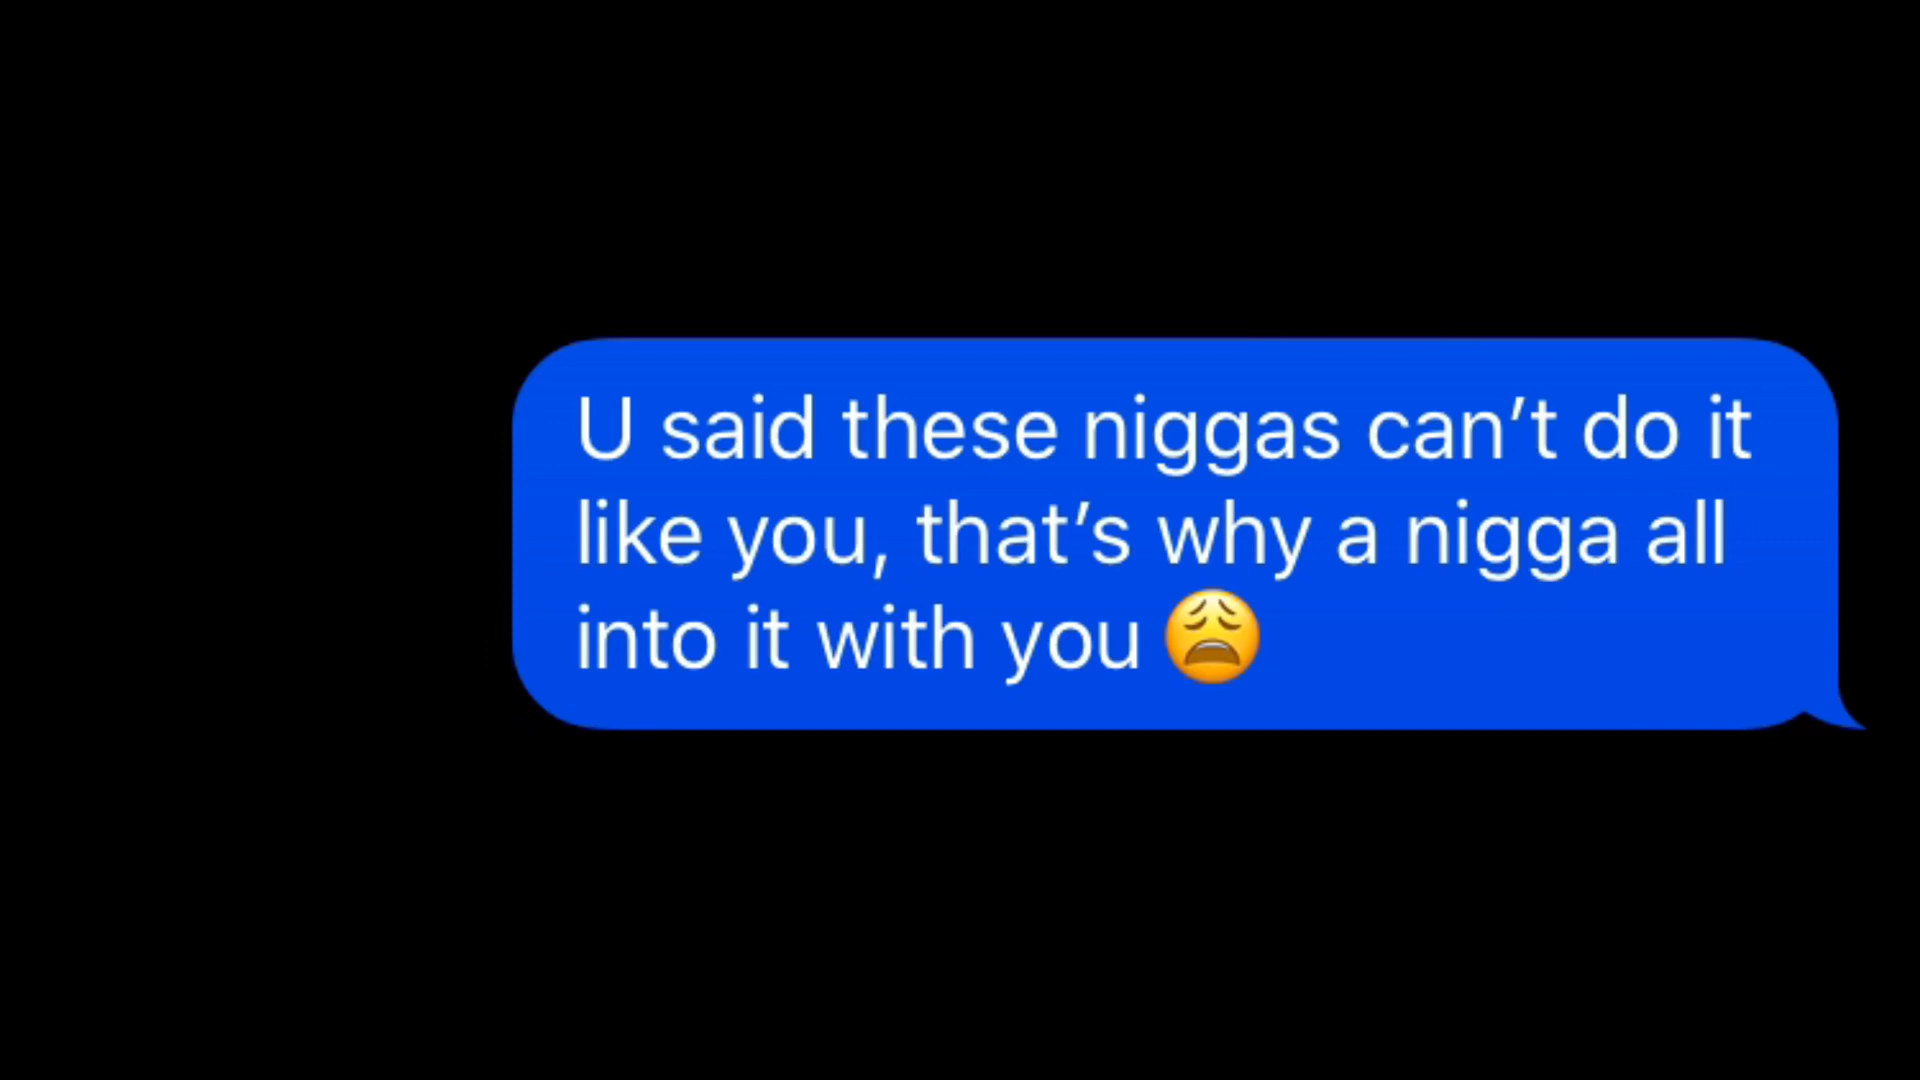 U said these niggas can’t do it
like you, that’s why a nigga all
into it with you 😩